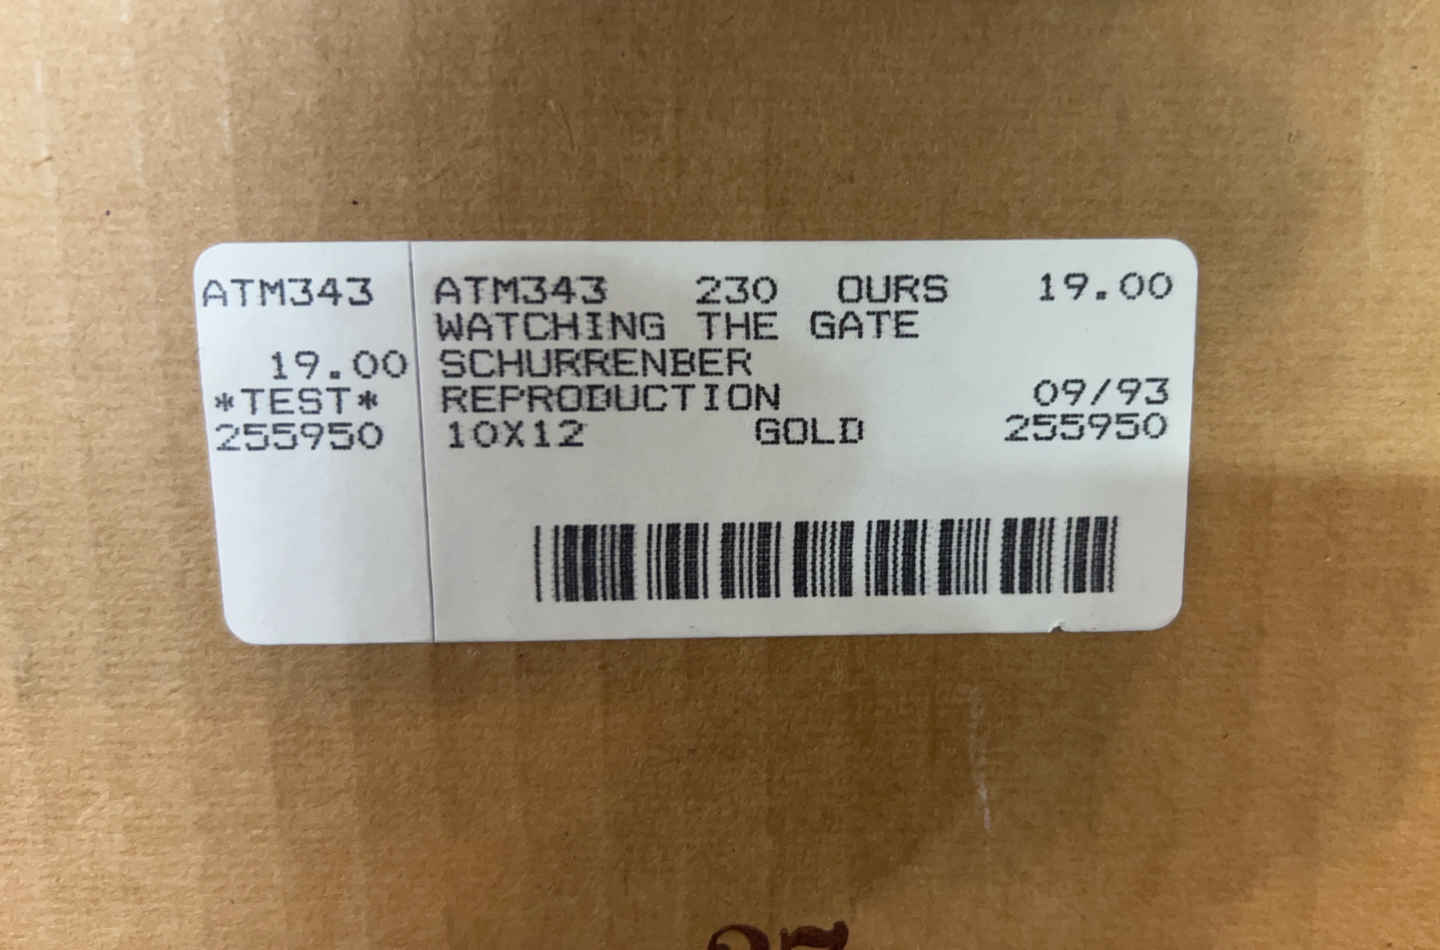 ATM343
19.00
*TEST*
255950
ATM343 230 OURS 19.00
WATCHING THE GATE
SCHURRENBER
REPRODUCTION 09/93
10X12 GOLD 255950
27